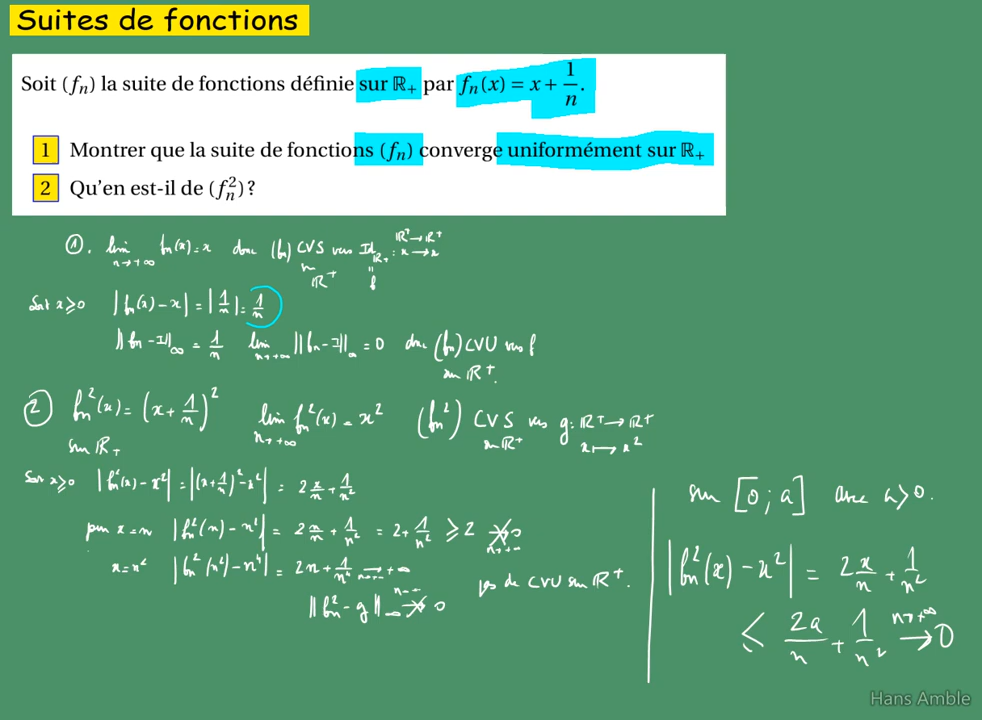 Suites de fonctions
Soit (fₙ) la suite de fonctions définie sur ℝ₊ par fₙ(x) = x + 1/n.
1 Montrer que la suite de fonctions (fₙ) converge uniformément sur ℝ₊
2 Qu'en est-il de (fₙ²)?
①. lim n→+∞ fₙ(x) = x donc (fₙ) CVS vers Id ℝ₊ : ℝ⁺→ℝ⁺ x→x
sur ℝ⁺ = f
Soit x≥0 |fₙ(x) − x| = |1/n| = 1/n
||fₙ − Id||∞ = 1/n lim n→+∞ ||fₙ − Id||∞ = 0 donc (fₙ) CVU vers f
sur ℝ⁺.
② fₙ²(x) = (x + 1/n)² lim n→+∞ fₙ²(x) = x² (fₙ²) CVS vers g: ℝ⁺→ℝ⁺
sur ℝ₊ sur ℝ⁺ x⟼x²
Soit x≥0 |fₙ²(x) − x²| = |(x + 1/n)² − x²| = 2x/n + 1/n²
pour x=n |fₙ²(n) − n²| = 2n/n + 1/n² = 2 + 1/n² ≥ 2 ↛ 0 n→+∞
x=n² |fₙ²(n²) − n⁴| = 2n + 1/n² n→+∞ → +∞ pas de CVU sur ℝ⁺.
||fₙ² − g||∞ ↛ 0 n→+∞
sur [0;a] avec a>0.
|fₙ²(x) − x²| = 2x/n + 1/n²
≤ 2a/n + 1/n² n→+∞ → 0
Hans Amble